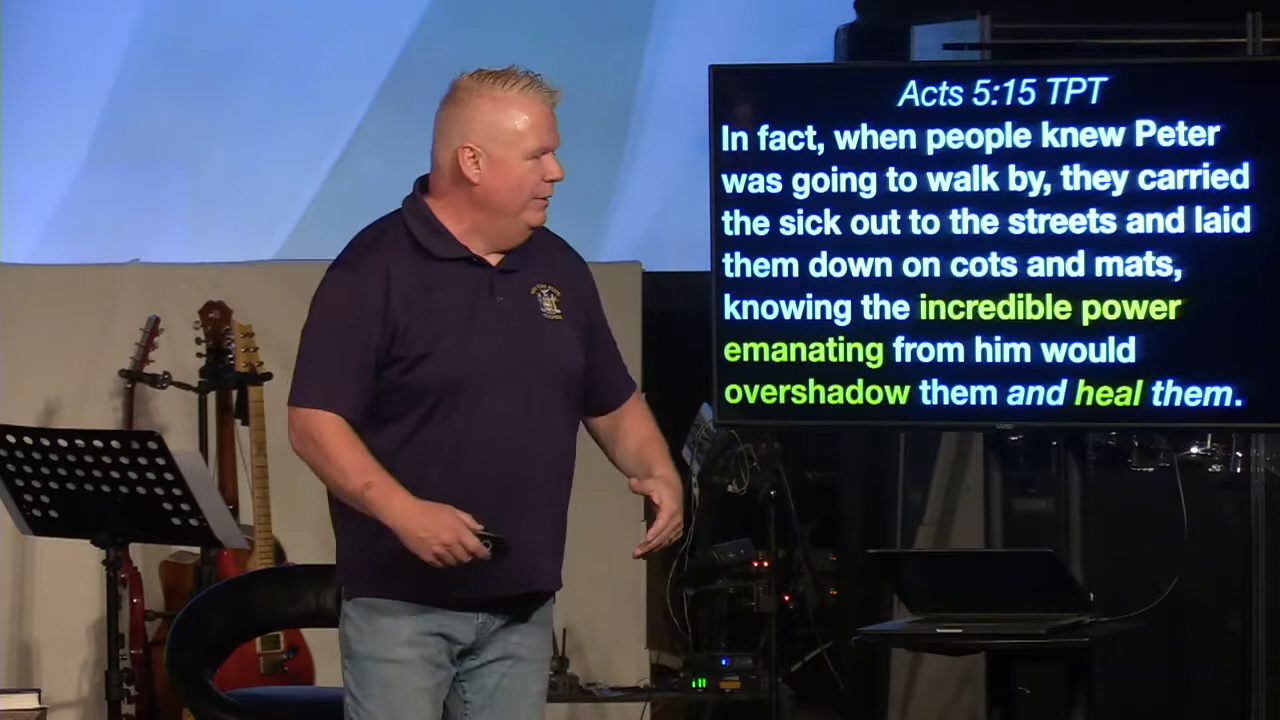 Acts 5:15 TPT
In fact, when people knew Peter
was going to walk by, they carried
the sick out to the streets and laid
them down on cots and mats,
knowing the incredible power
emanating from him would
overshadow them and heal them.
VIZIO